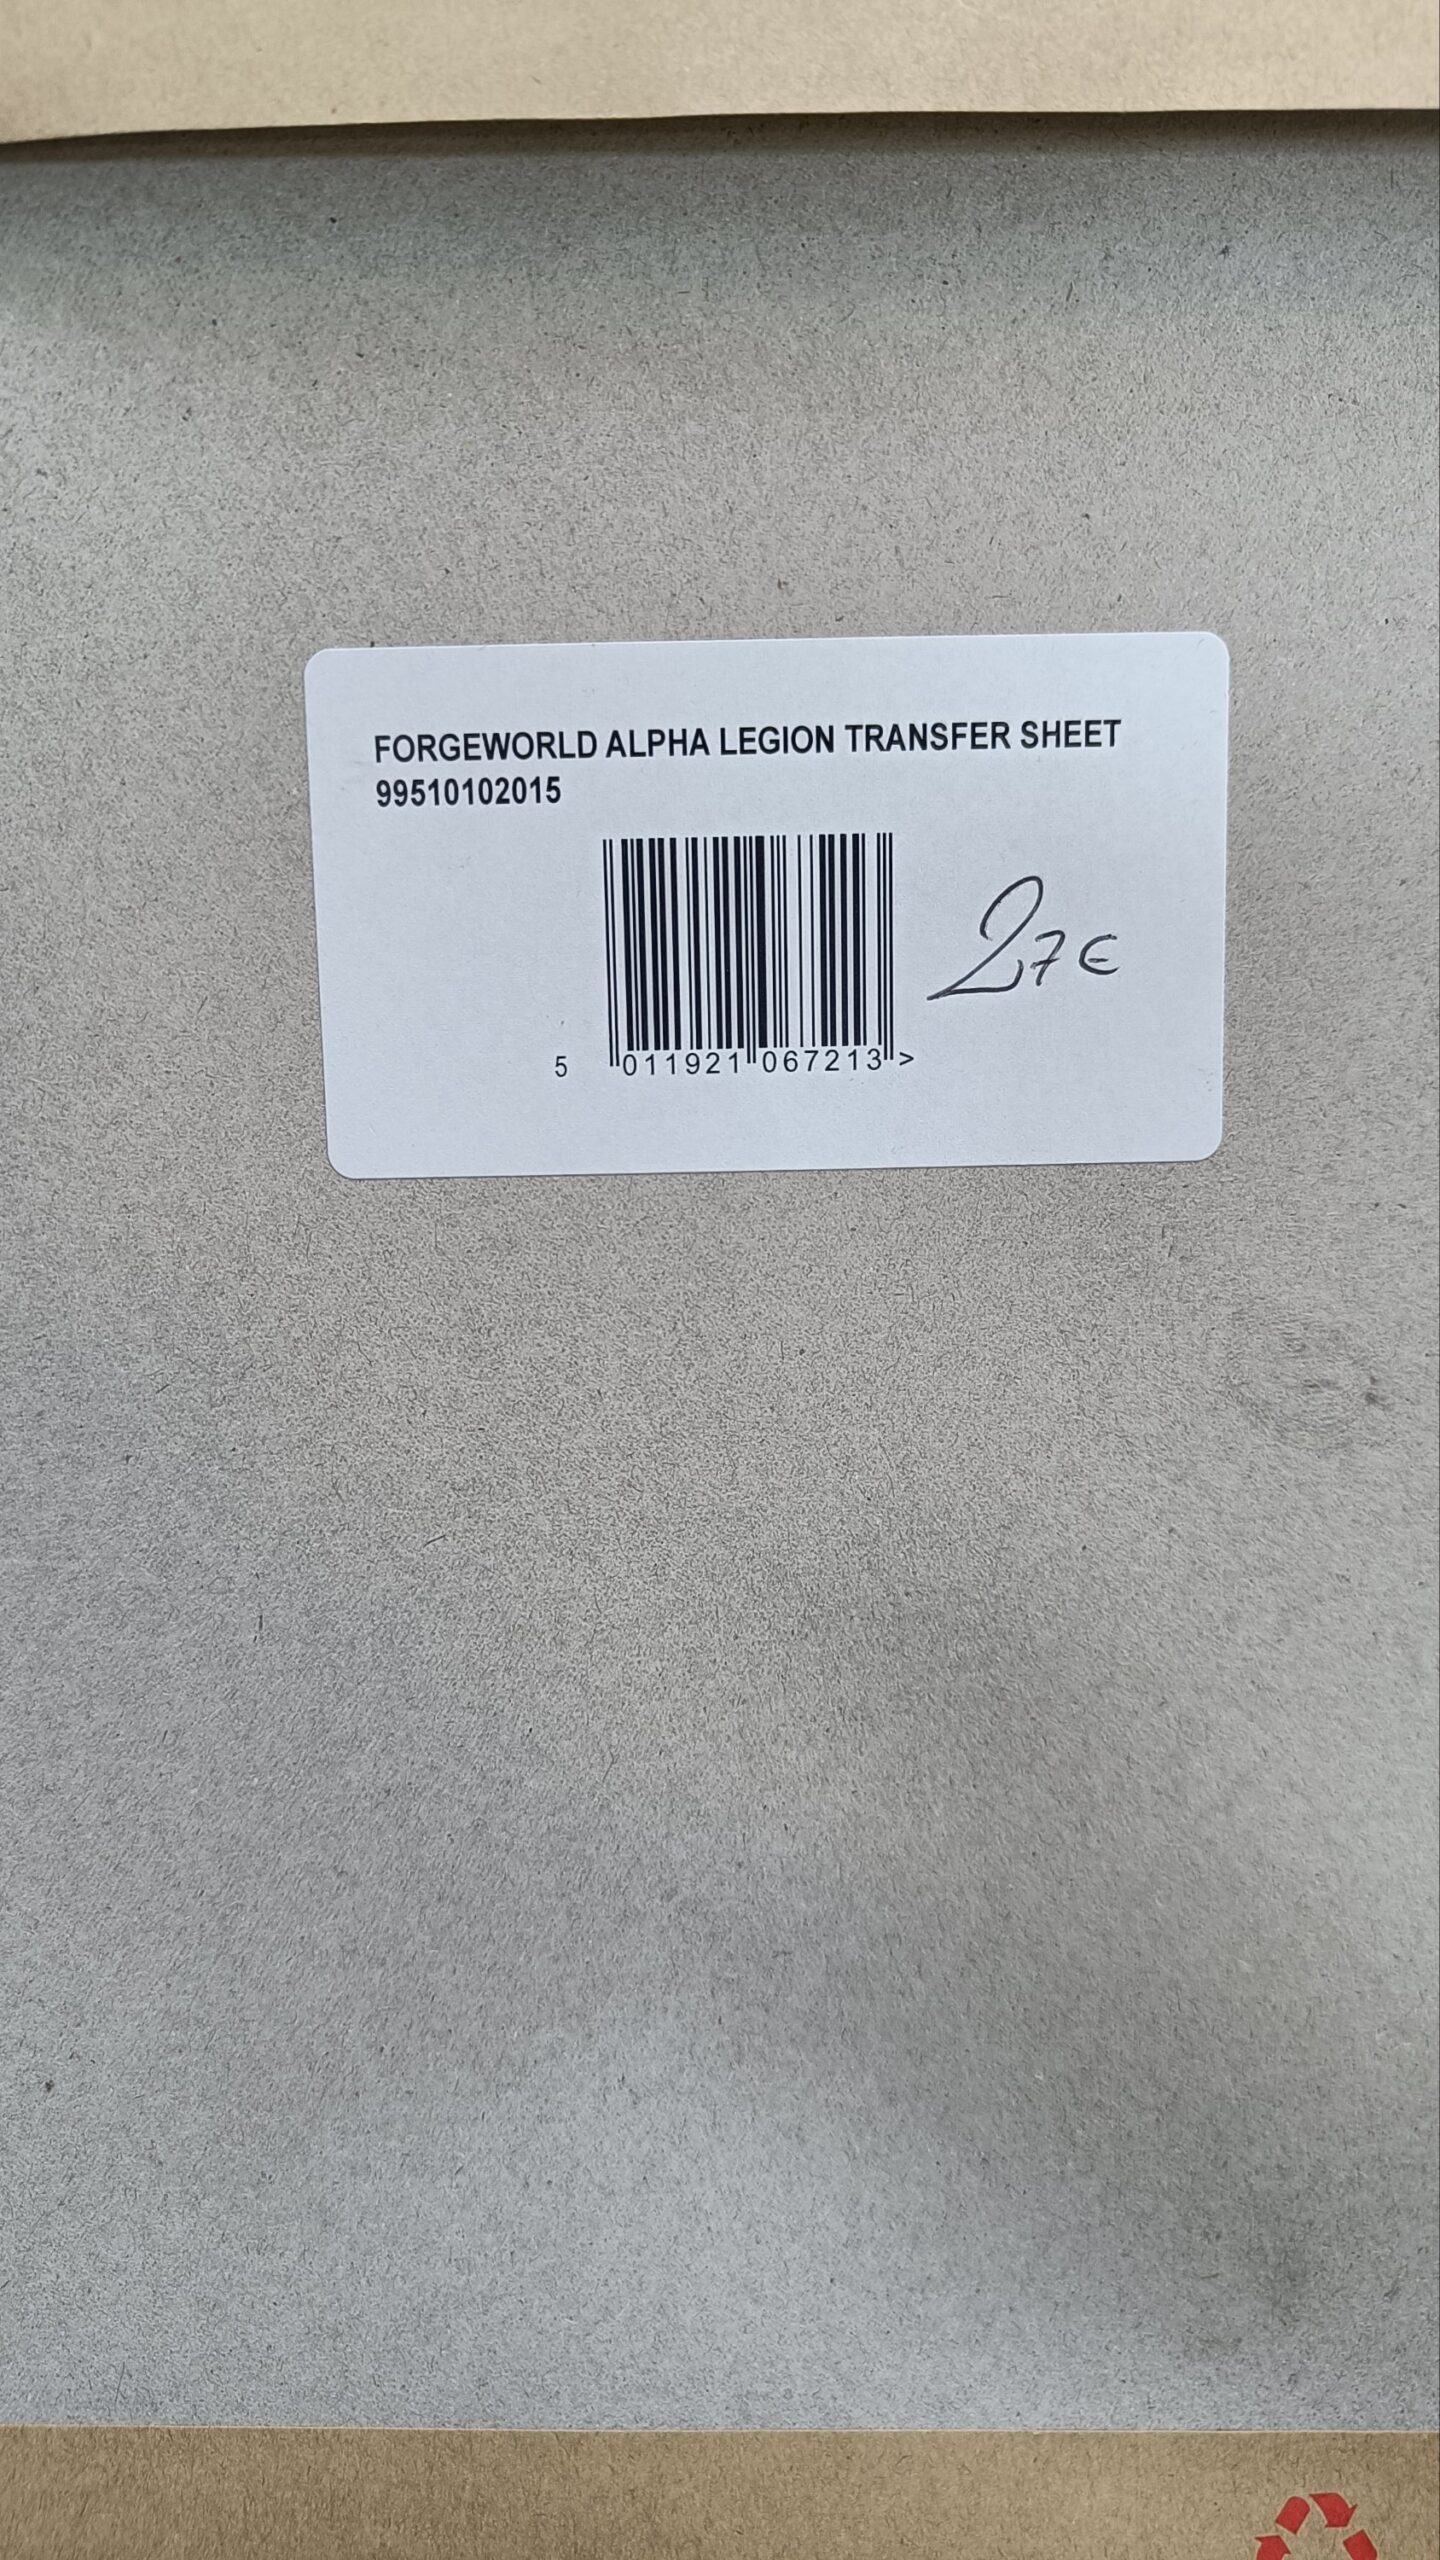 FORGEWORLD ALPHA LEGION TRANSFER SHEET
99510102015
27€
5 011921 067213 >